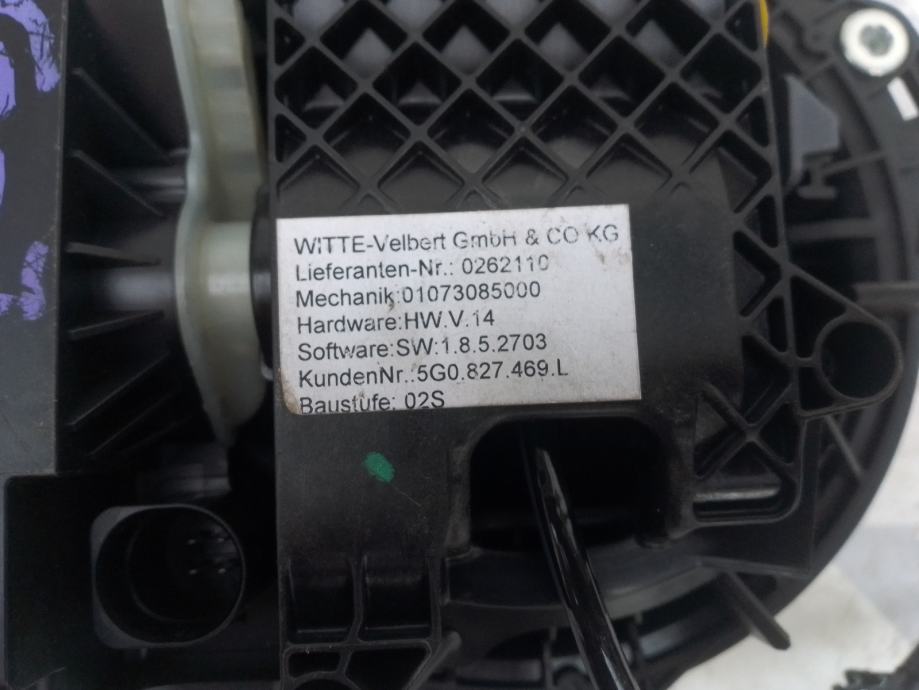 WITTE-Velbert GmbH & CO KG
Lieferanten-Nr.: 0262110
Mechanik:01073085000
Hardware:HW.V.14
Software:SW:1.8.5.2703
KundenNr.:5G0.827.469.L
Baustufe: 02S